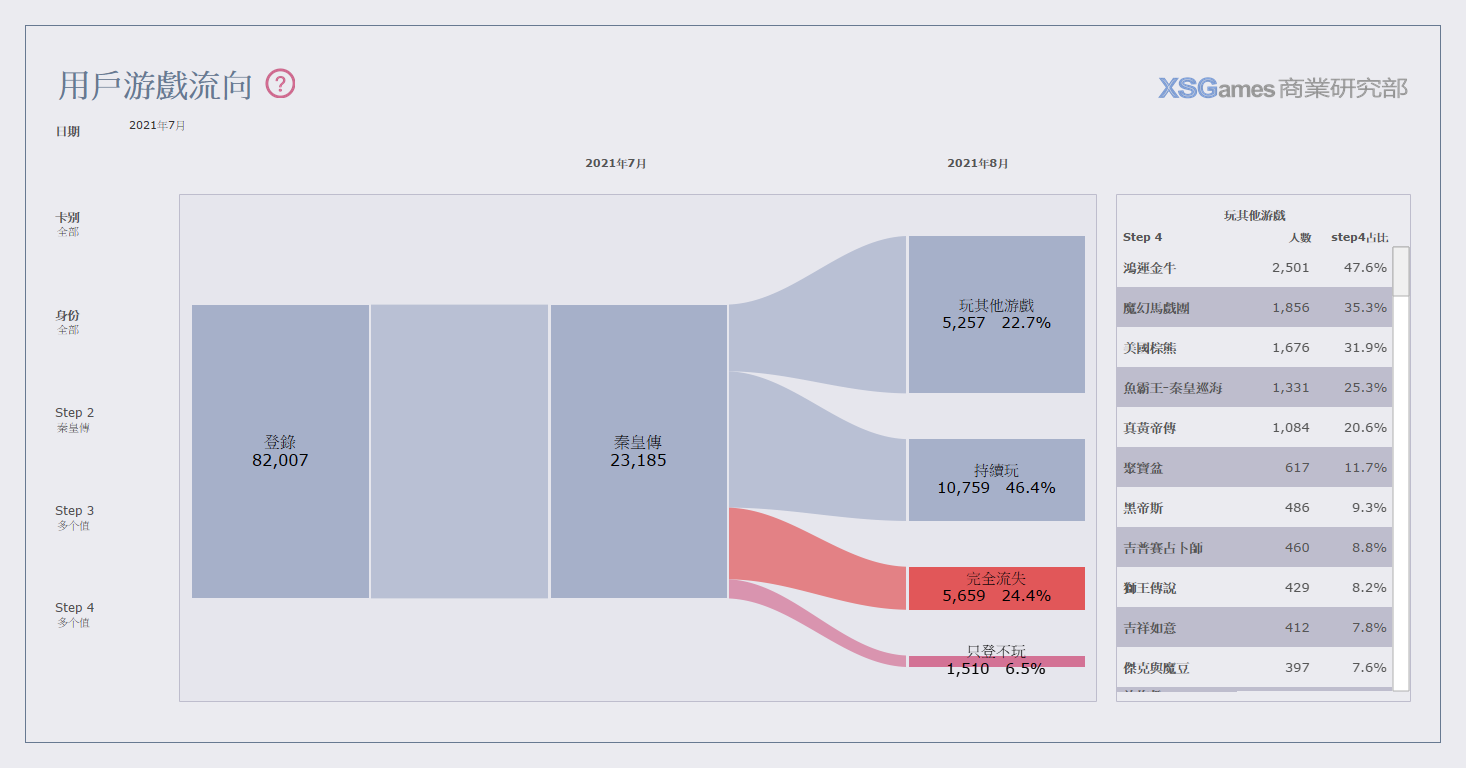 用戶游戲流向 ?
XSGames 商業研究部
日期
2021年7月
2021年7月
2021年8月
卡別
全部
身份
全部
Step 2
秦皇傳
Step 3
多个值
Step 4
多个值
登錄
82,007
秦皇傳
23,185
玩其他游戲
5,257 22.7%
持續玩
10,759 46.4%
完全流失
5,659 24.4%
只登不玩
1,510 6.5%
玩其他游戲
Step 4 人數 step4占比
鴻運金牛 2,501 47.6%
魔幻馬戲團 1,856 35.3%
美國棕熊 1,676 31.9%
魚霸王-秦皇巡海 1,331 25.3%
真黃帝傳 1,084 20.6%
聚寶盆 617 11.7%
黑帝斯 486 9.3%
吉普賽占卜師 460 8.8%
獅王傳說 429 8.2%
吉祥如意 412 7.8%
傑克與魔豆 397 7.6%